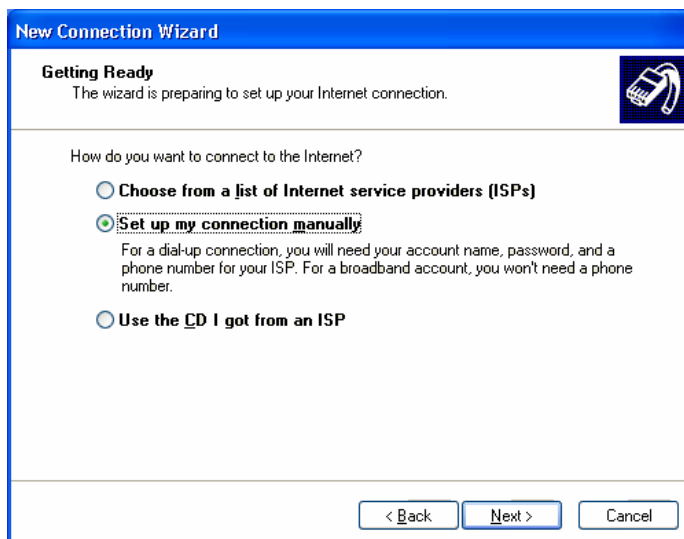 New Connection Wizard
Getting Ready
The wizard is preparing to set up your Internet connection.
How do you want to connect to the Internet?
Choose from a list of Internet service providers (ISPs)
Set up my connection manually
For a dial-up connection, you will need your account name, password, and a
phone number for your ISP. For a broadband account, you won't need a phone
number.
Use the CD I got from an ISP
< Back Next > Cancel